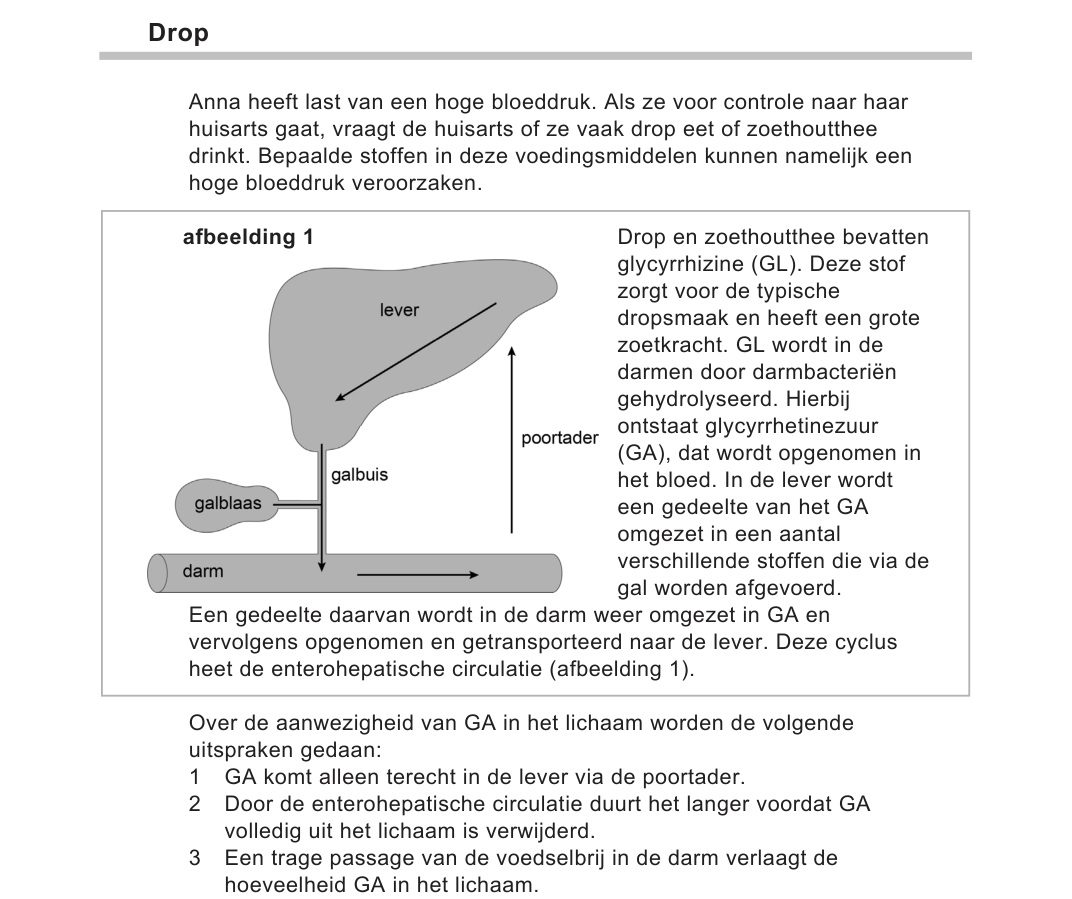 Drop
Anna heeft last van een hoge bloeddruk. Als ze voor controle naar haar
huisarts gaat, vraagt de huisarts of ze vaak drop eet of zoethoutthee
drinkt. Bepaalde stoffen in deze voedingsmiddelen kunnen namelijk een
hoge bloeddruk veroorzaken.
afbeelding 1
lever
poortader
galbuis
galblaas
darm
Drop en zoethoutthee bevatten
glycyrrhizine (GL). Deze stof
zorgt voor de typische
dropsmaak en heeft een grote
zoetkracht. GL wordt in de
darmen door darmbacteriën
gehydrolyseerd. Hierbij
ontstaat glycyrrhetinezuur
(GA), dat wordt opgenomen in
het bloed. In de lever wordt
een gedeelte van het GA
omgezet in een aantal
verschillende stoffen die via de
gal worden afgevoerd.
Een gedeelte daarvan wordt in de darm weer omgezet in GA en
vervolgens opgenomen en getransporteerd naar de lever. Deze cyclus
heet de enterohepatische circulatie (afbeelding 1).
Over de aanwezigheid van GA in het lichaam worden de volgende
uitspraken gedaan:
1 GA komt alleen terecht in de lever via de poortader.
2 Door de enterohepatische circulatie duurt het langer voordat GA
volledig uit het lichaam is verwijderd.
3 Een trage passage van de voedselbrij in de darm verlaagt de
hoeveelheid GA in het lichaam.